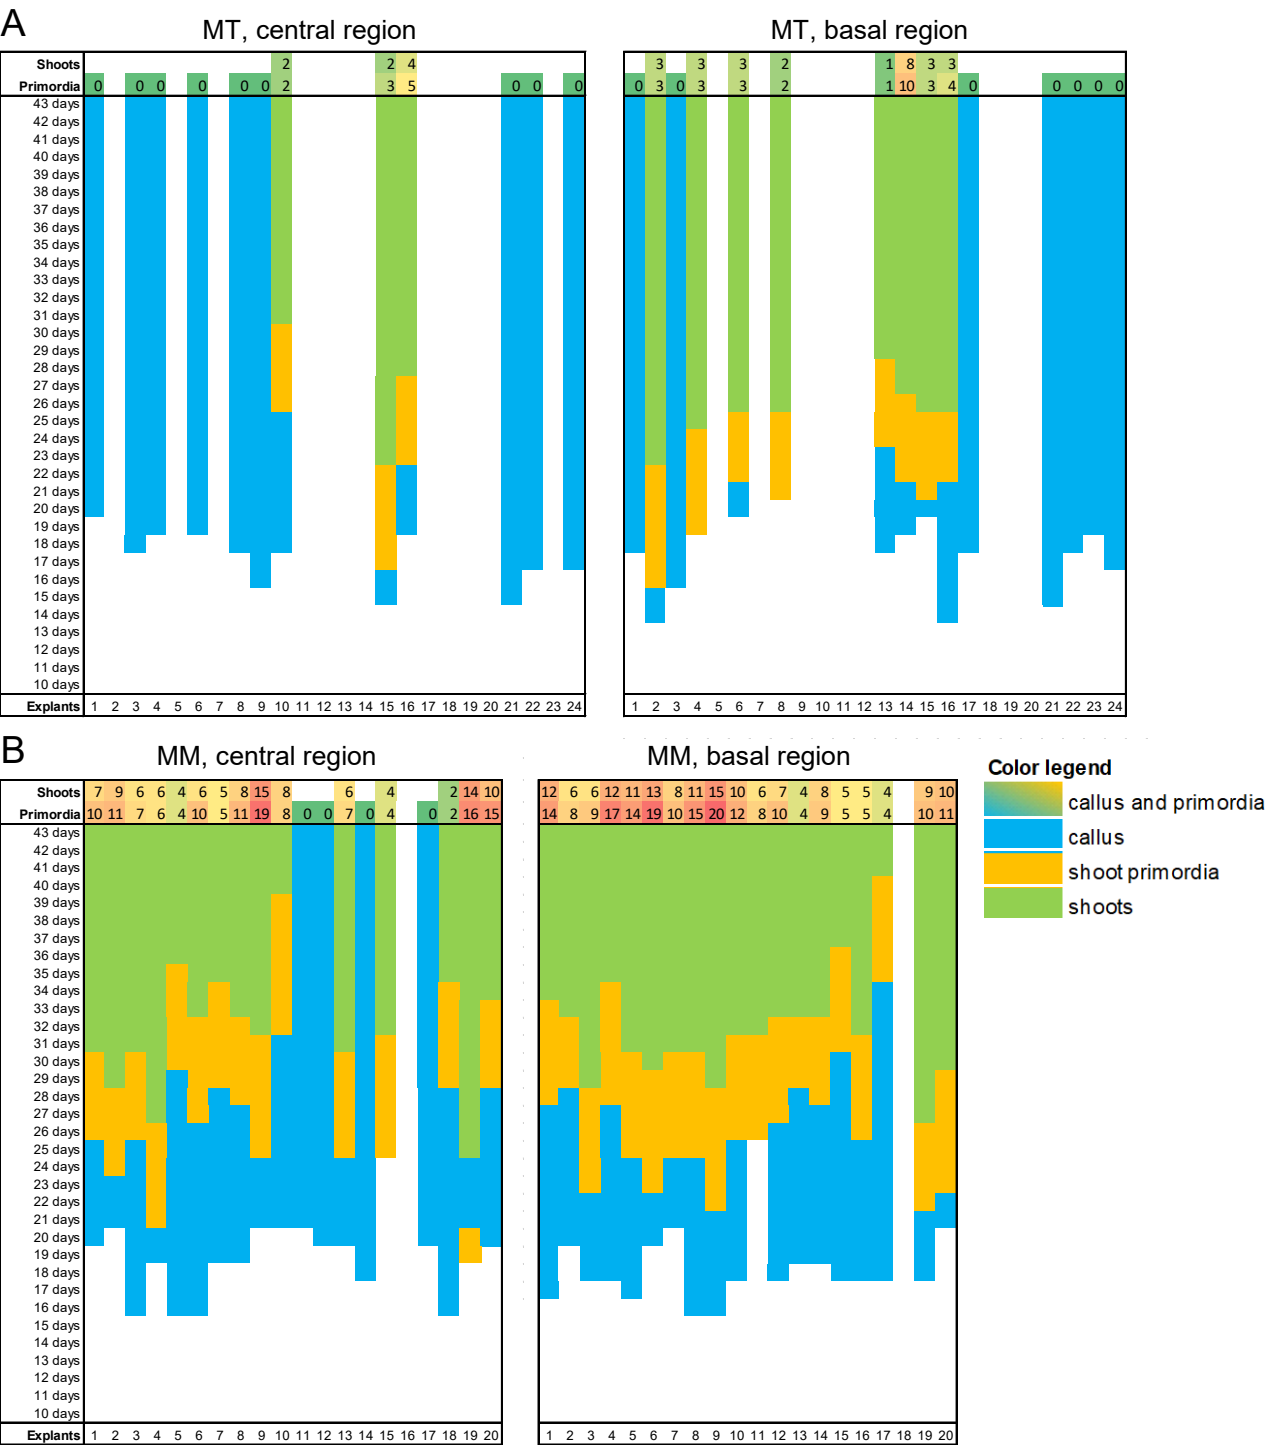 A
MT, central region
MT, basal region
Shoots 2 2 4 3 3 3 2 1 8 3 3
Primordia 0 0 0 0 0 0 2 3 5 0 0 0 0 3 0 3 3 2 1 10 3 4 0 0 0 0 0
43 days
42 days
41 days
40 days
39 days
38 days
37 days
36 days
35 days
34 days
33 days
32 days
31 days
30 days
29 days
28 days
27 days
26 days
25 days
24 days
23 days
22 days
21 days
20 days
19 days
18 days
17 days
16 days
15 days
14 days
13 days
12 days
11 days
10 days
Explants 1 2 3 4 5 6 7 8 9 10 11 12 13 14 15 16 17 18 19 20 21 22 23 24 1 2 3 4 5 6 7 8 9 10 11 12 13 14 15 16 17 18 19 20 21 22 23 24
B
MM, central region
MM, basal region
Shoots 7 9 6 6 4 6 5 8 15 8 6 4 2 14 10 12 6 6 12 11 13 8 11 15 10 6 7 4 8 5 5 4 9 10
Primordia 10 11 7 6 4 10 5 11 19 8 0 0 7 0 4 0 2 16 15 14 8 9 17 14 19 10 15 20 12 8 10 4 9 5 5 4 10 11
43 days
42 days
41 days
40 days
39 days
38 days
37 days
36 days
35 days
34 days
33 days
32 days
31 days
30 days
29 days
28 days
27 days
26 days
25 days
24 days
23 days
22 days
21 days
20 days
19 days
18 days
17 days
16 days
15 days
14 days
13 days
12 days
11 days
10 days
Explants 1 2 3 4 5 6 7 8 9 10 11 12 13 14 15 16 17 18 19 20 1 2 3 4 5 6 7 8 9 10 11 12 13 14 15 16 17 18 19 20
Color legend
callus and primordia
callus
shoot primordia
shoots